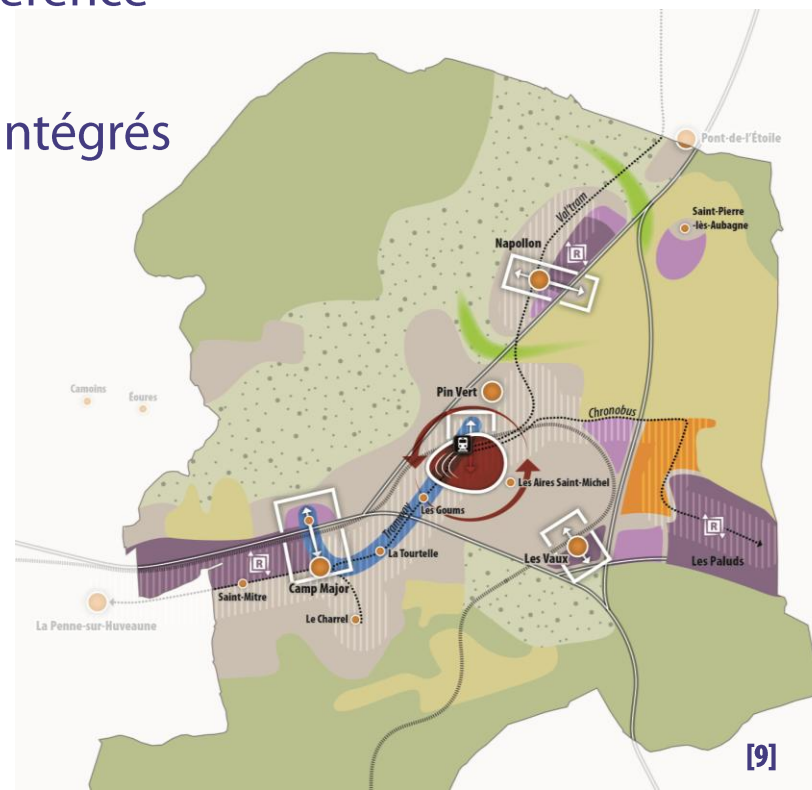 ntégrés
Pont-de-l'Étoile
Val'tram
Saint-Pierre
-lès-Aubagne
Napollon
R
Camoins
Éoures
Pin Vert
Chronobus
Les Aires Saint-Michel
Les Goums
Tramway
R
La Tourtelle
Les Vaux
R
Les Paluds
Saint-Mitre
Camp Major
Le Charrel
La Penne-sur-Huveaune
[9]